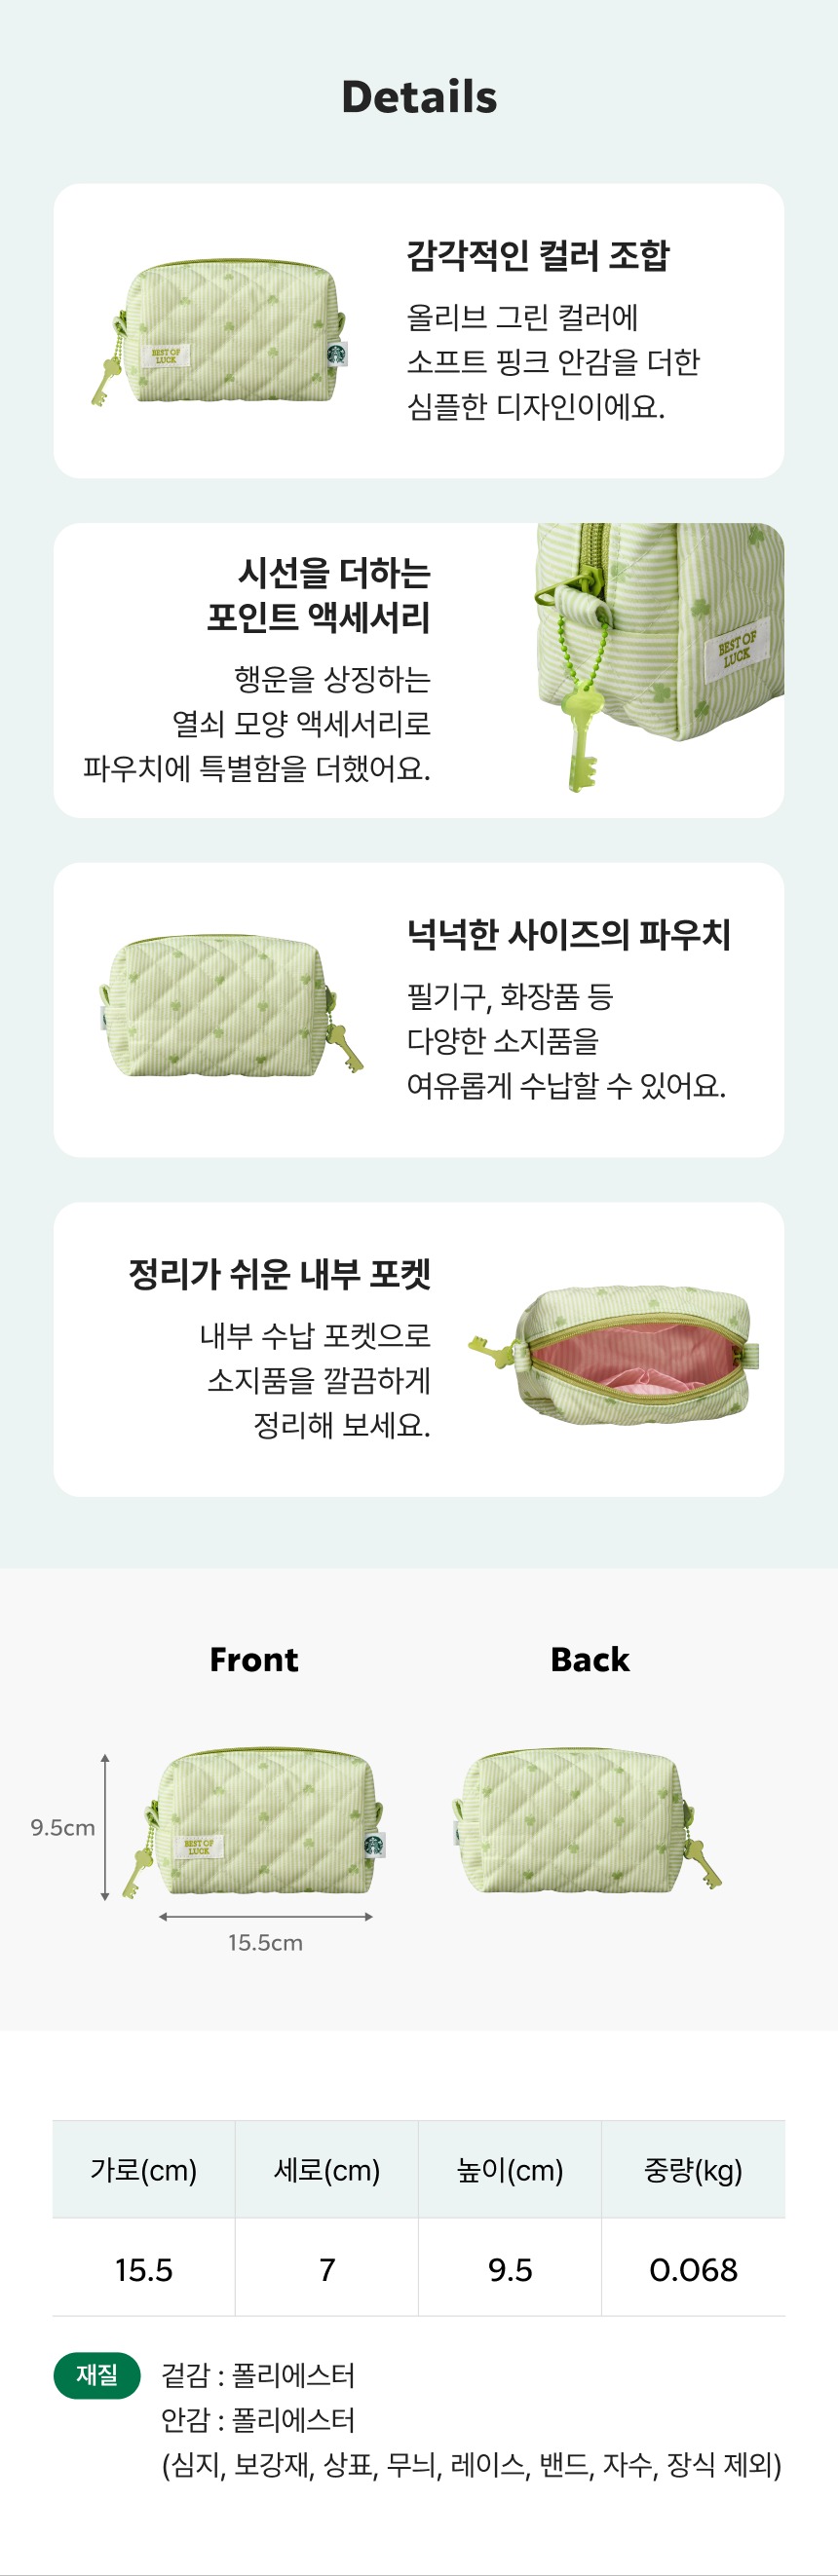 Details
감각적인 컬러 조합
올리브 그린 컬러에
소프트 핑크 안감을 더한
심플한 디자인이에요.
BEST OF
LUCK
시선을 더하는
포인트 액세서리
행운을 상징하는
열쇠 모양 액세서리로
파우치에 특별함을 더했어요.
BEST OF
LUCK
넉넉한 사이즈의 파우치
필기구, 화장품 등
다양한 소지품을
여유롭게 수납할 수 있어요.
정리가 쉬운 내부 포켓
내부 수납 포켓으로
소지품을 깔끔하게
정리해 보세요.
Front Back
9.5cm
BEST OF
LUCK
15.5cm
가로(cm) 세로(cm) 높이(cm) 중량(kg)
15.5 7 9.5 0.068
재질 겉감 : 폴리에스터
안감 : 폴리에스터
(심지, 보강재, 상표, 무늬, 레이스, 밴드, 자수, 장식 제외)